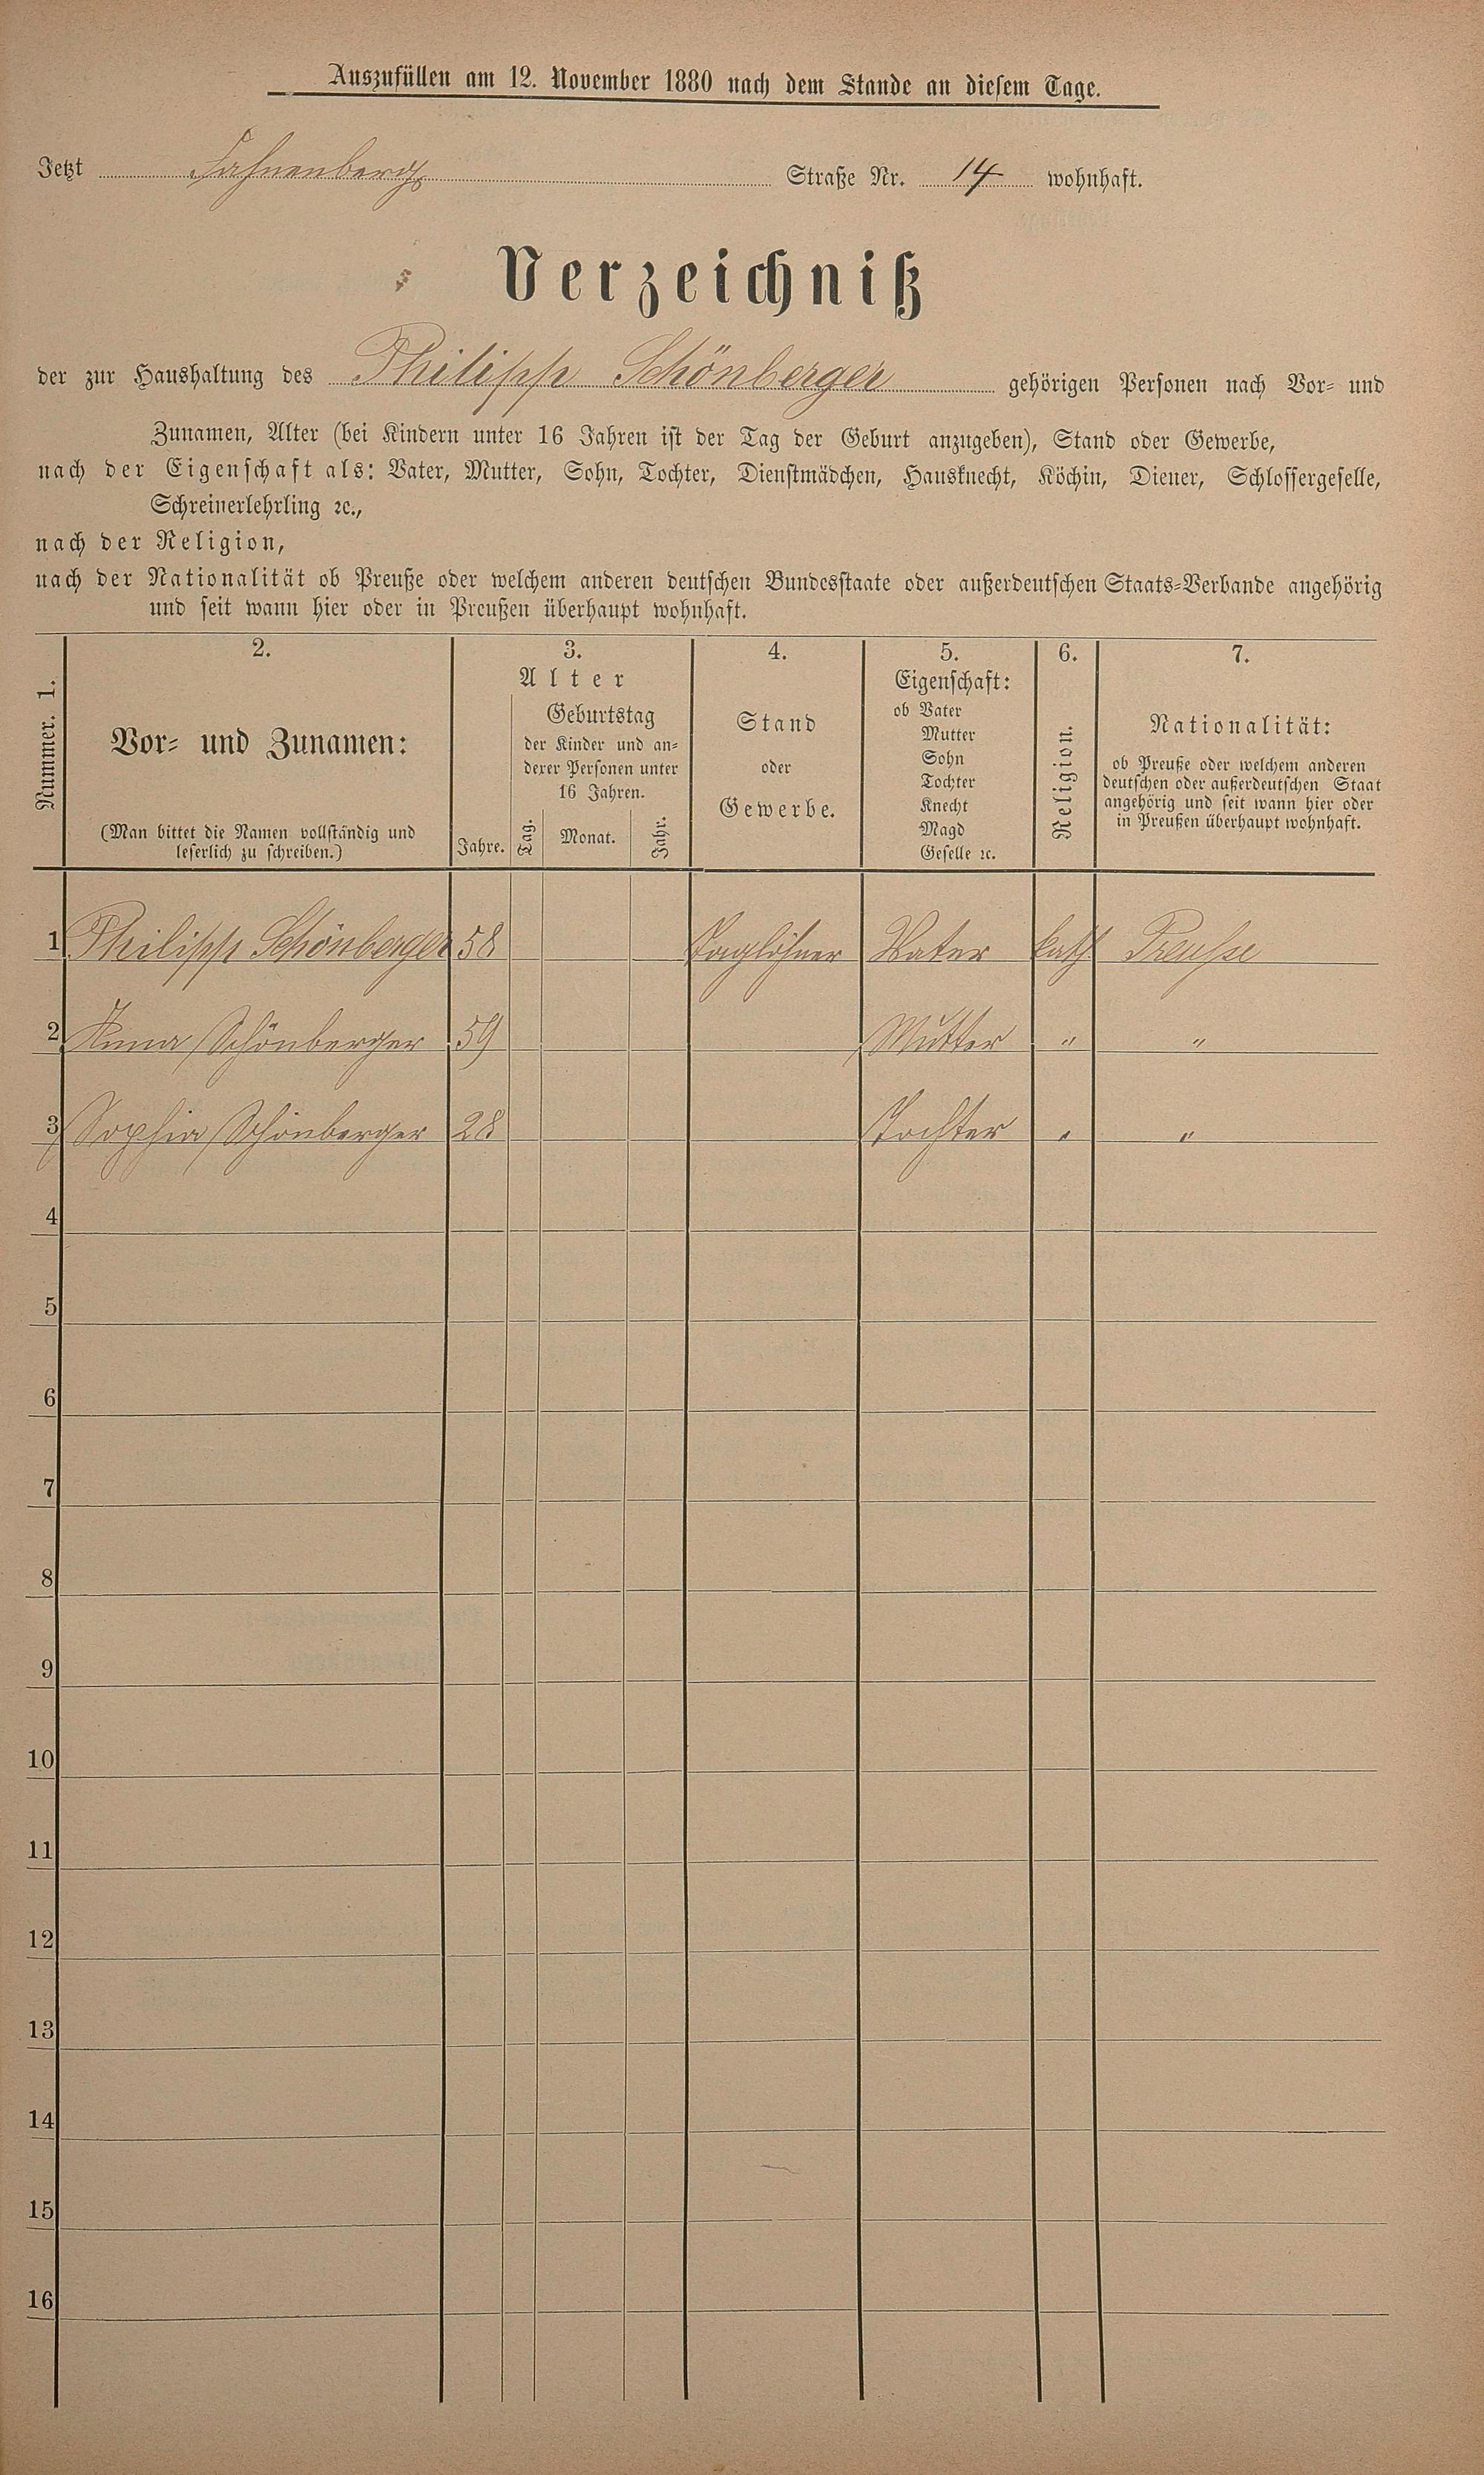 Auszufüllen am 12. November 1880 nach dem Stande an diesem Tage.
Jetzt Fahnenberg Straße Nr. 14 wohnhaft.
Verzeichniß
der zur Haushaltung des Philipp Schönberger gehörigen Personen nach Vor- und
Zunamen, Alter (bei Kindern unter 16 Jahren ist der Tag der Geburt anzugeben), Stand oder Gewerbe,
nach der Eigenschaft als: Vater, Mutter, Sohn, Tochter, Dienstmädchen, Hausknecht, Köchin, Diener, Schlossergeselle,
Schreinerlehrling ꝛc.,
nach der Religion,
nach der Nationalität ob Preuße oder welchem anderen deutschen Bundesstaate oder außerdeutschen Staats-Verbande angehörig
und seit wann hier oder in Preußen überhaupt wohnhaft.
Nummer. 1.
2.
Vor- und Zunamen:
(Man bittet die Namen vollständig und
leserlich zu schreiben.)
3.
Alter
Geburtstag
der Kinder und an-
derer Personen unter
16 Jahren.
Jahre. Tag. Monat. Jahr.
4.
Stand
oder
Gewerbe.
5.
Eigenschaft:
ob Vater
Mutter
Sohn
Tochter
Knecht
Magd
Geselle ꝛc.
6.
Religion.
7.
Nationalität:
ob Preuße oder welchem anderen
deutschen oder außerdeutschen Staat
angehörig und seit wann hier oder
in Preußen überhaupt wohnhaft.
1 Philipp Schönberger 58 Taglöhner Vater kath. Preuße
2 Anna Schönberger 59 Mutter " "
3 Sophia Schönberger 28 Tochter " "
4
5
6
7
8
9
10
11
12
13
14
15
16